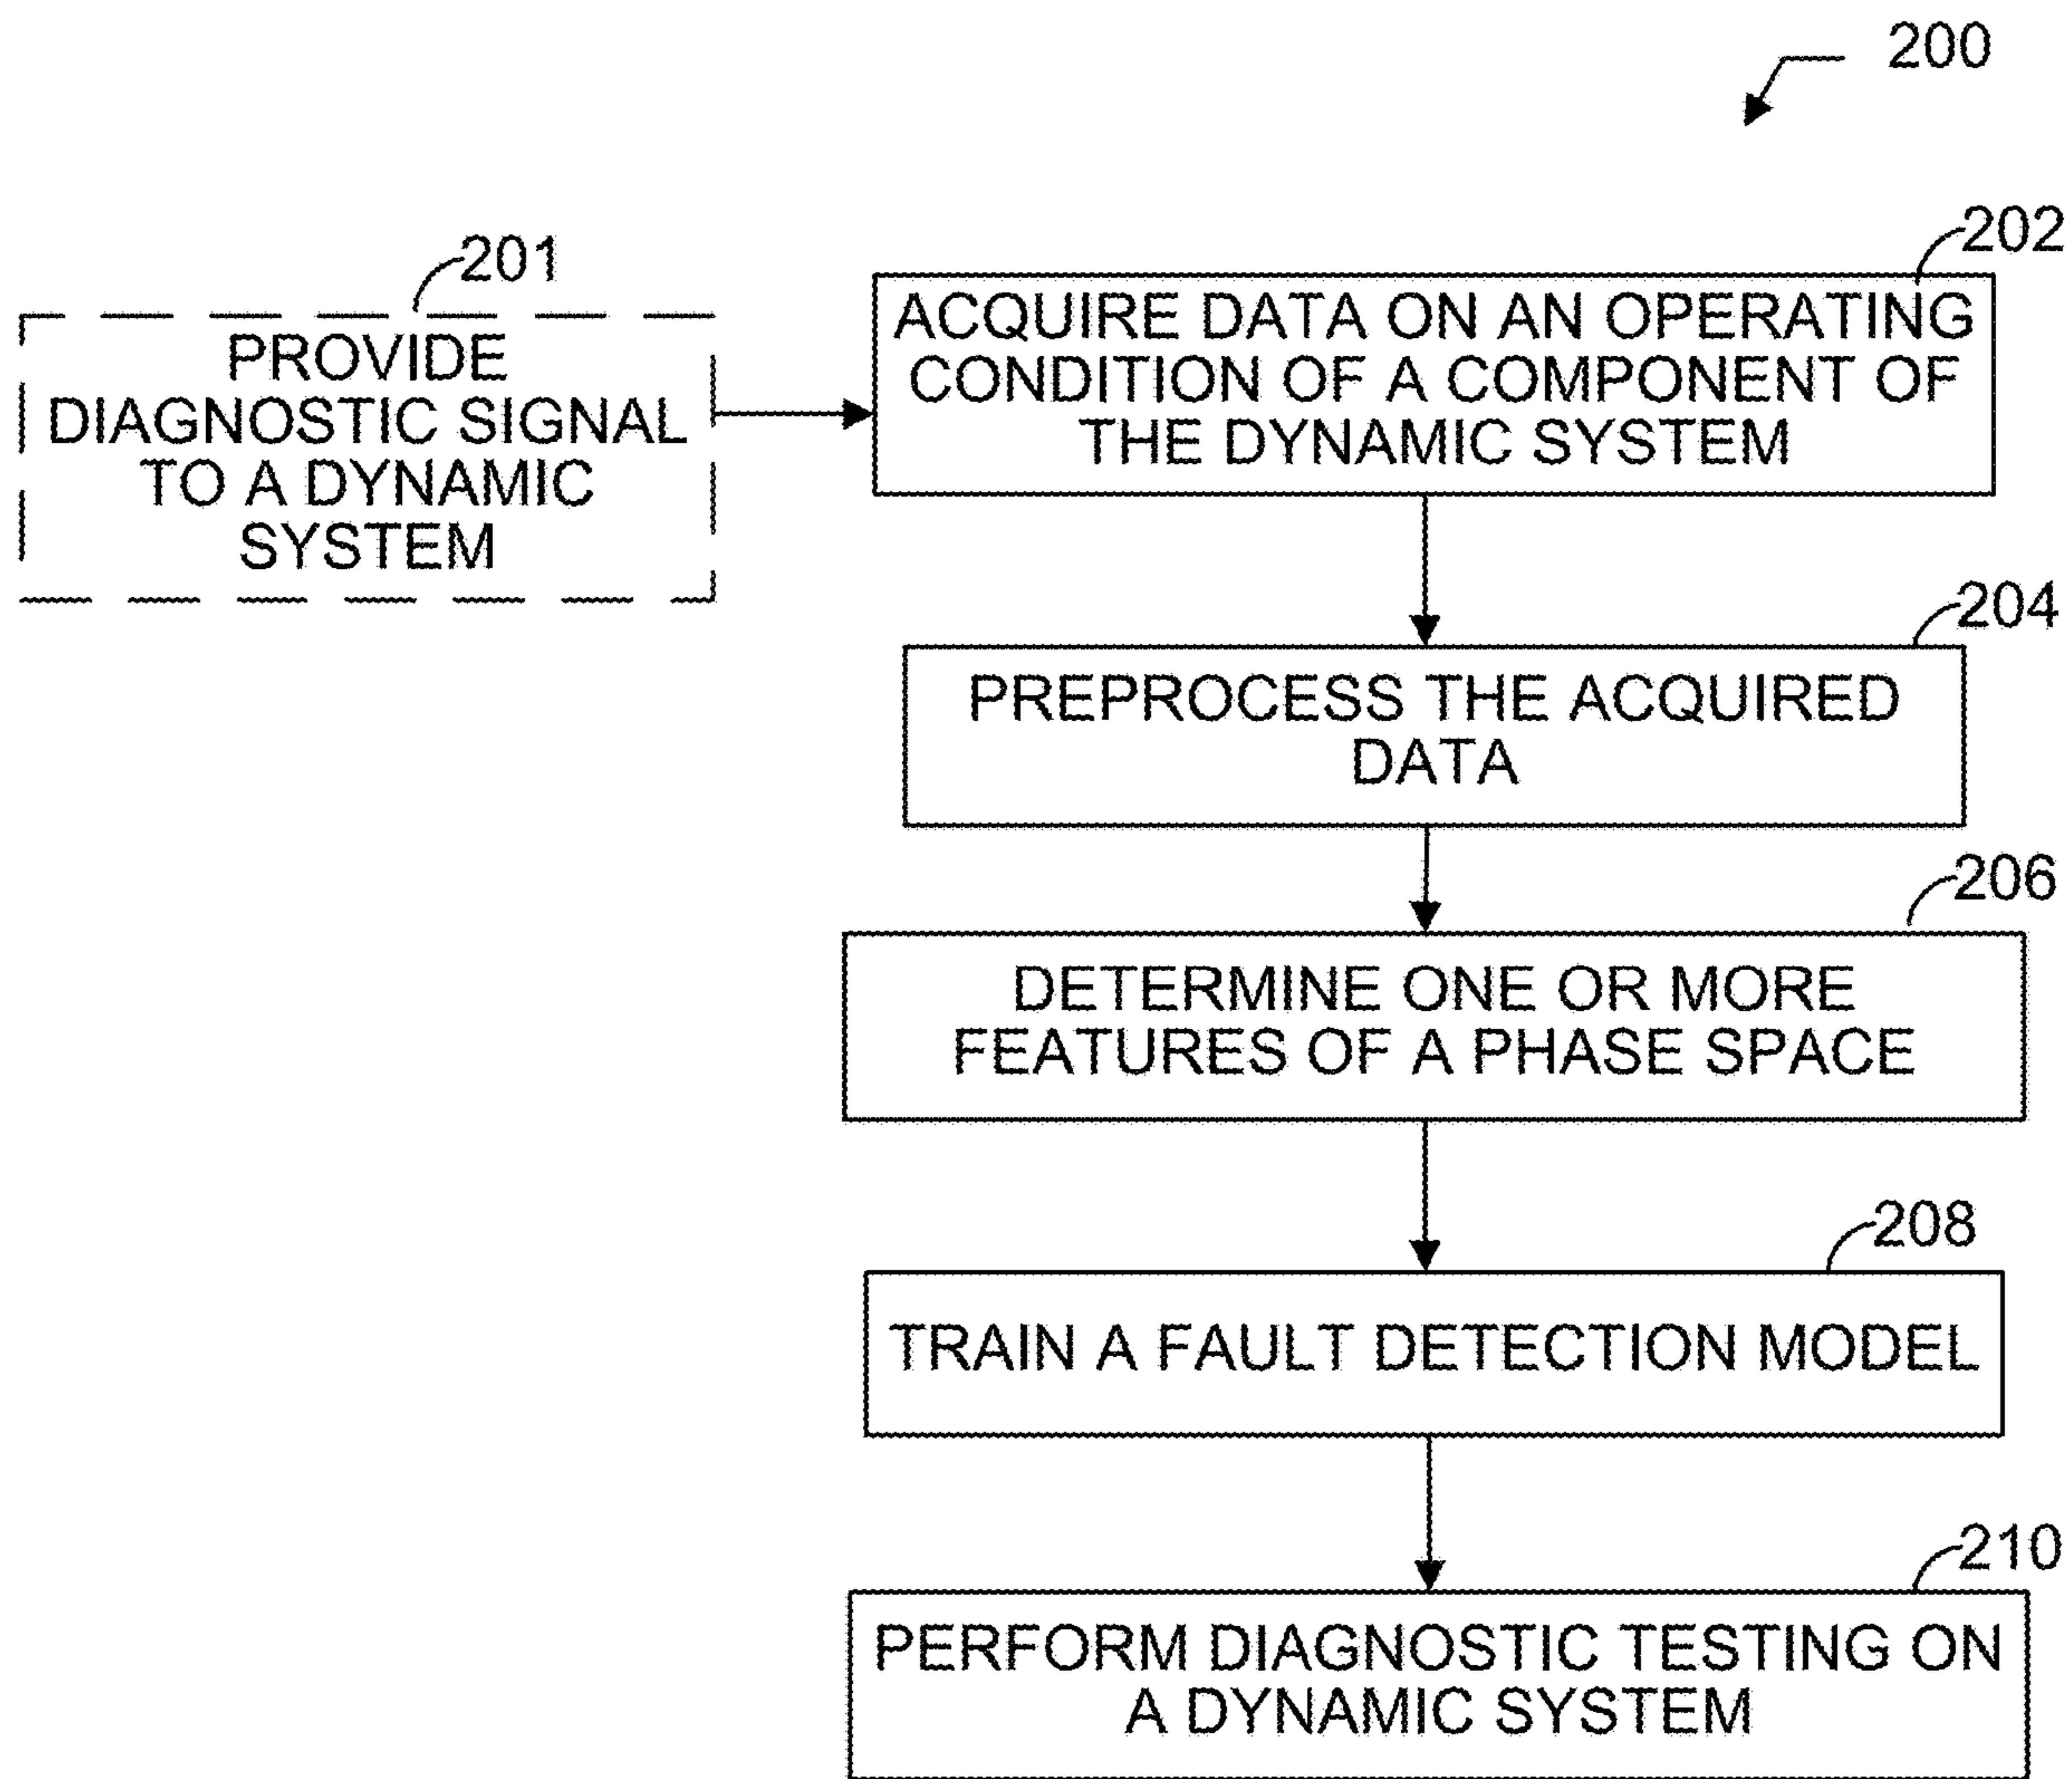 200
201
PROVIDE
DIAGNOSTIC SIGNAL
TO A DYNAMIC
SYSTEM
202
ACQUIRE DATA ON AN OPERATING
CONDITION OF A COMPONENT OF
THE DYNAMIC SYSTEM
204
PREPROCESS THE ACQUIRED
DATA
206
DETERMINE ONE OR MORE
FEATURES OF A PHASE SPACE
208
TRAIN A FAULT DETECTION MODEL
210
PERFORM DIAGNOSTIC TESTING ON
A DYNAMIC SYSTEM